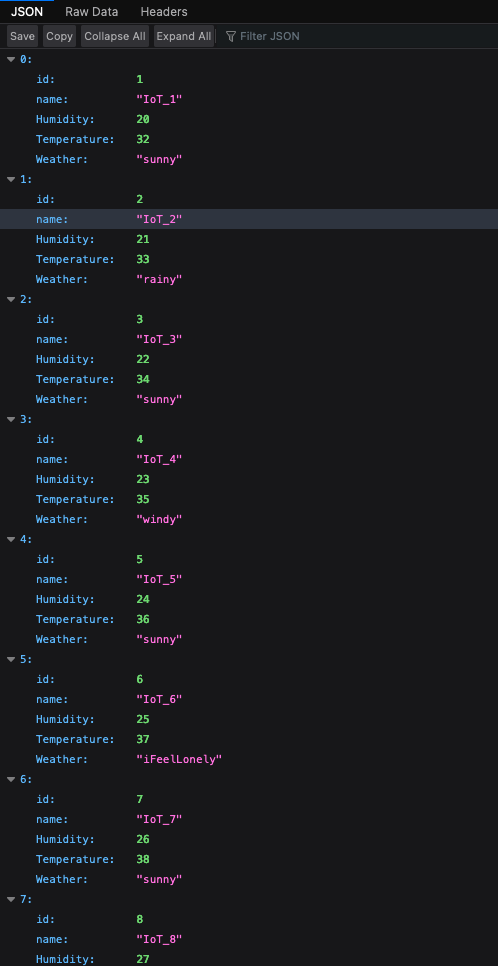 JSON Raw Data Headers
Save Copy Collapse All Expand All Filter JSON
0:
id: 1
name: "IoT_1"
Humidity: 20
Temperature: 32
Weather: "sunny"
1:
id: 2
name: "IoT_2"
Humidity: 21
Temperature: 33
Weather: "rainy"
2:
id: 3
name: "IoT_3"
Humidity: 22
Temperature: 34
Weather: "sunny"
3:
id: 4
name: "IoT_4"
Humidity: 23
Temperature: 35
Weather: "windy"
4:
id: 5
name: "IoT_5"
Humidity: 24
Temperature: 36
Weather: "sunny"
5:
id: 6
name: "IoT_6"
Humidity: 25
Temperature: 37
Weather: "iFeelLonely"
6:
id: 7
name: "IoT_7"
Humidity: 26
Temperature: 38
Weather: "sunny"
7:
id: 8
name: "IoT_8"
Humidity: 27